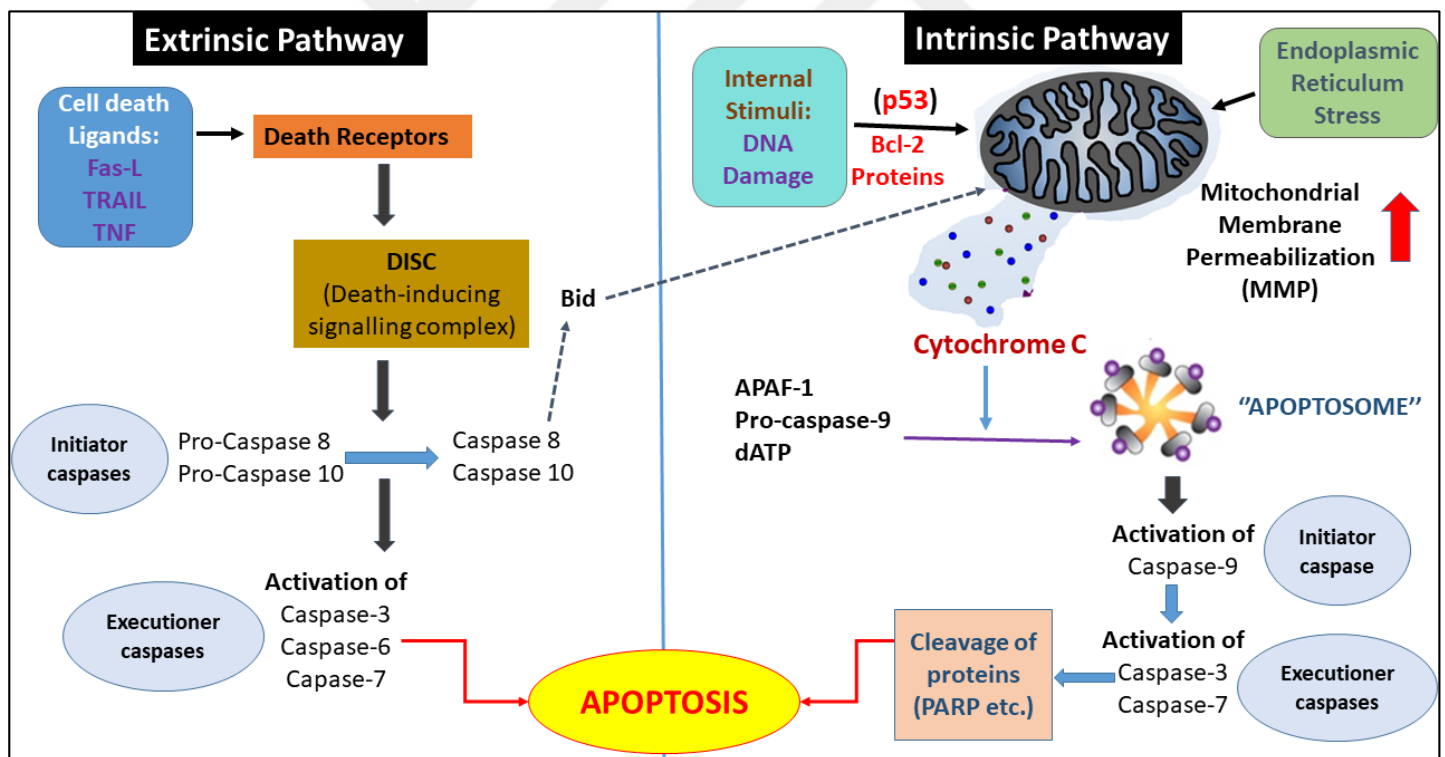 Extrinsic Pathway
Cell death
Ligands:
Fas-L
TRAIL
TNF
Death Receptors
DISC
(Death-inducing
signalling complex)
Bid
Initiator
caspases
Pro-Caspase 8
Pro-Caspase 10
Caspase 8
Caspase 10
Executioner
caspases
Activation of
Caspase-3
Caspase-6
Capase-7
APOPTOSIS
Intrinsic Pathway
Internal
Stimuli:
DNA
Damage
(p53)
Bcl-2
Proteins
Endoplasmic
Reticulum
Stress
Mitochondrial
Membrane
Permeabilization
(MMP)
Cytochrome C
APAF-1
Pro-caspase-9
dATP
‘’APOPTOSOME’’
Activation of
Caspase-9
Initiator
caspase
Activation of
Caspase-3
Caspase-7
Executioner
caspases
Cleavage of
proteins
(PARP etc.)